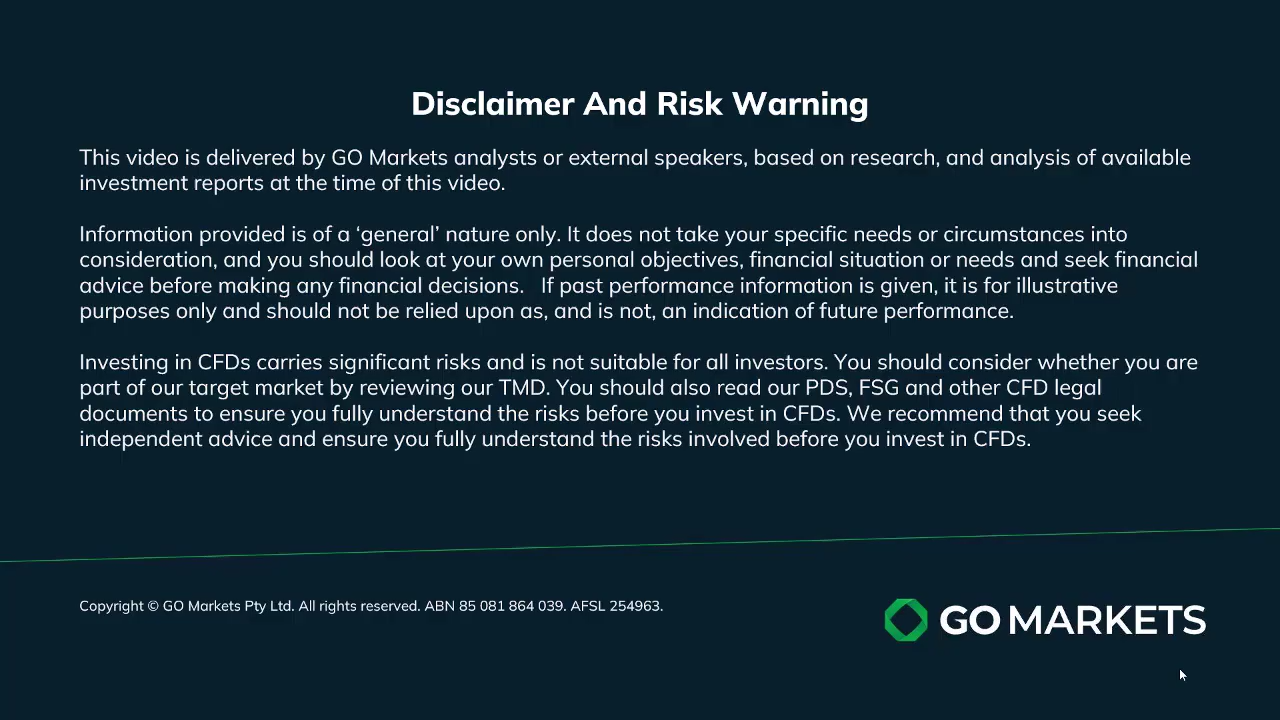 Disclaimer And Risk Warning
This video is delivered by GO Markets analysts or external speakers, based on research, and analysis of available
investment reports at the time of this video.
Information provided is of a ‘general’ nature only. It does not take your specific needs or circumstances into
consideration, and you should look at your own personal objectives, financial situation or needs and seek financial
advice before making any financial decisions.   If past performance information is given, it is for illustrative
purposes only and should not be relied upon as, and is not, an indication of future performance.
Investing in CFDs carries significant risks and is not suitable for all investors. You should consider whether you are
part of our target market by reviewing our TMD. You should also read our PDS, FSG and other CFD legal
documents to ensure you fully understand the risks before you invest in CFDs. We recommend that you seek
independent advice and ensure you fully understand the risks involved before you invest in CFDs.
Copyright © GO Markets Pty Ltd. All rights reserved. ABN 85 081 864 039. AFSL 254963.
GO MARKETS